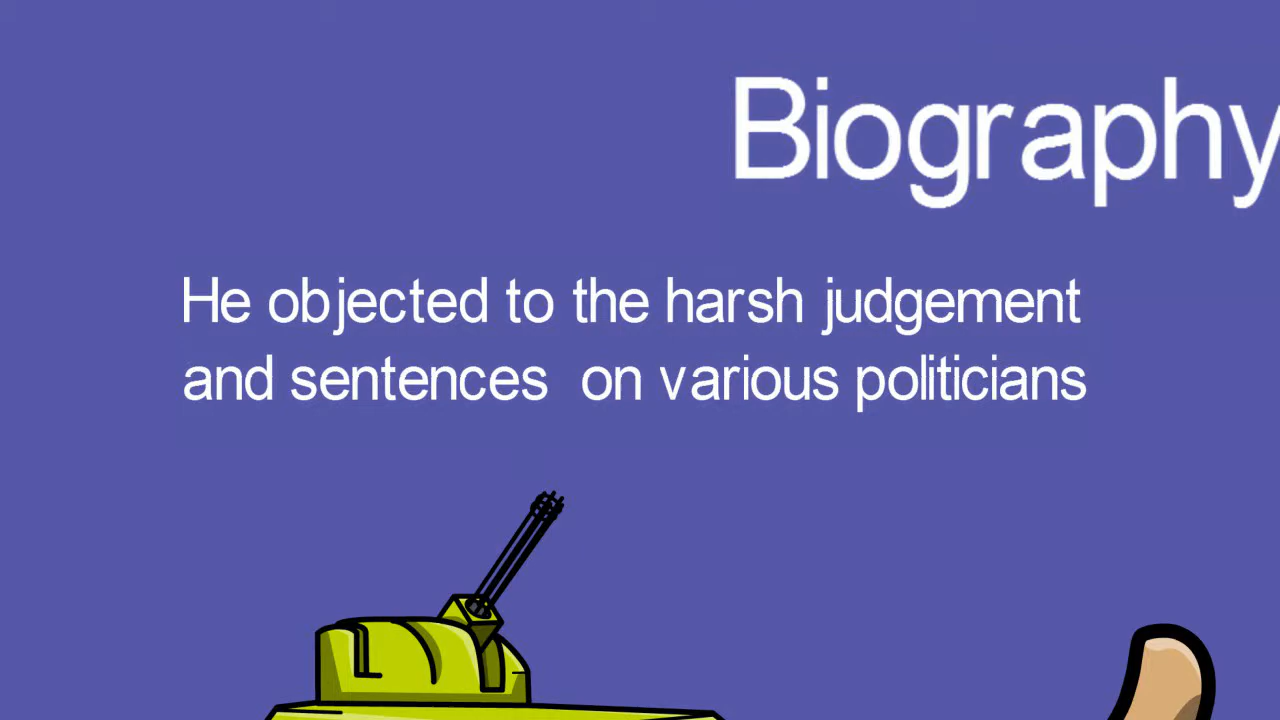 Biography
He objected to the harsh judgement
and sentences  on various politicians